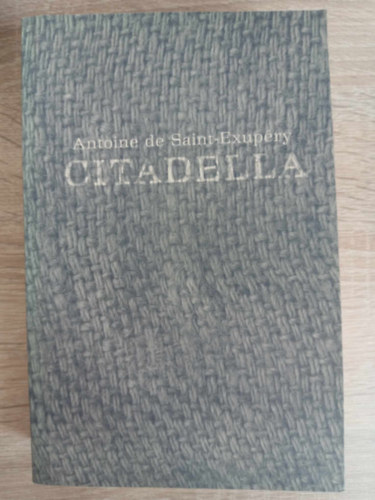 Antoine de Saint-Exupéry
CITADELLA